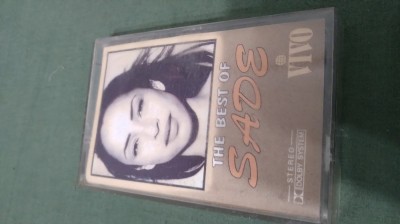 THE BEST OF
SADE
VIVO
STEREO
DOLBY SYSTEM